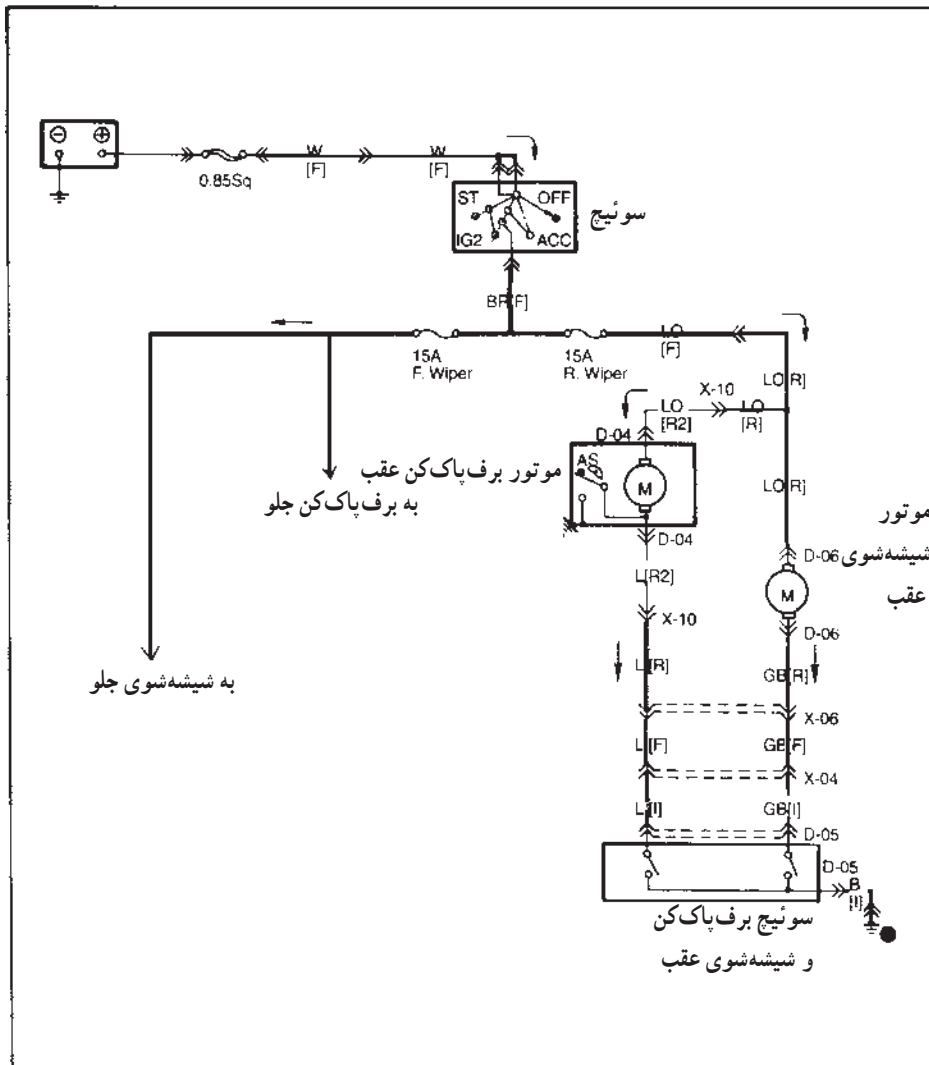 ⊖ ⊕
0.85Sq
W
[F]
W
[F]
ST
OFF
IG2
ACC
سوئیچ
BR[F]
15A
F. Wiper
15A
R. Wiper
LO
[F]
LO[R]
X-10
LO
[R2]
LO
[R]
D-04
AS
M
موتور برف‌پاک‌کن عقب
به برف‌پاک‌کن جلو
LO[R]
D-04
موتور
شیشه‌شوی
عقب
D-06
M
L[R2]
X-10
D-06
به شیشه‌شوی جلو
L[R]
GB[R]
X-06
L[F]
GB[F]
X-04
L[I]
GB[I]
D-05
D-05
B
[I]
سوئیچ برف‌پاک‌کن
و شیشه‌شوی عقب